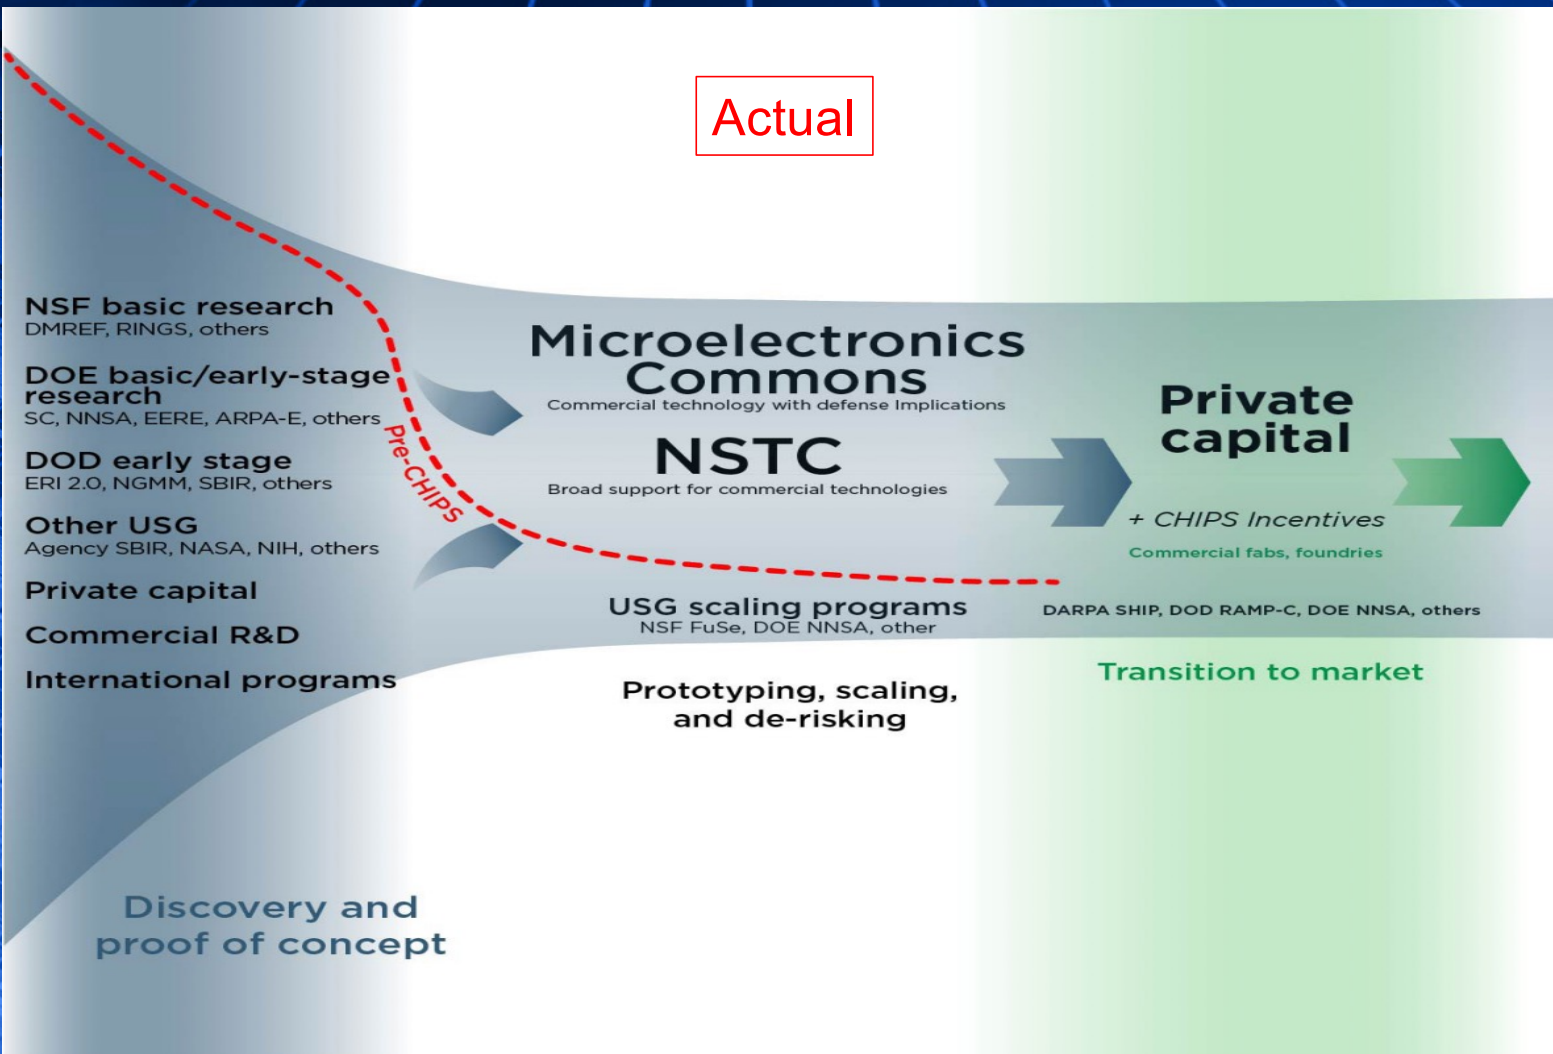 Actual
NSF basic research
DMREF, RINGS, others
DOE basic/early-stage
research
SC, NNSA, EERE, ARPA-E, others
DOD early stage
ERI 2.0, NGMM, SBIR, others
Other USG
Agency SBIR, NASA, NIH, others
Private capital
Commercial R&D
International programs
Discovery and
proof of concept
Pre-CHIPS
Microelectronics
Commons
Commercial technology with defense Implications
NSTC
Broad support for commercial technologies
USG scaling programs
NSF FuSe, DOE NNSA, other
Prototyping, scaling,
and de-risking
Private
capital
+ CHIPS Incentives
Commercial fabs, foundries
DARPA SHIP, DOD RAMP-C, DOE NNSA, others
Transition to market